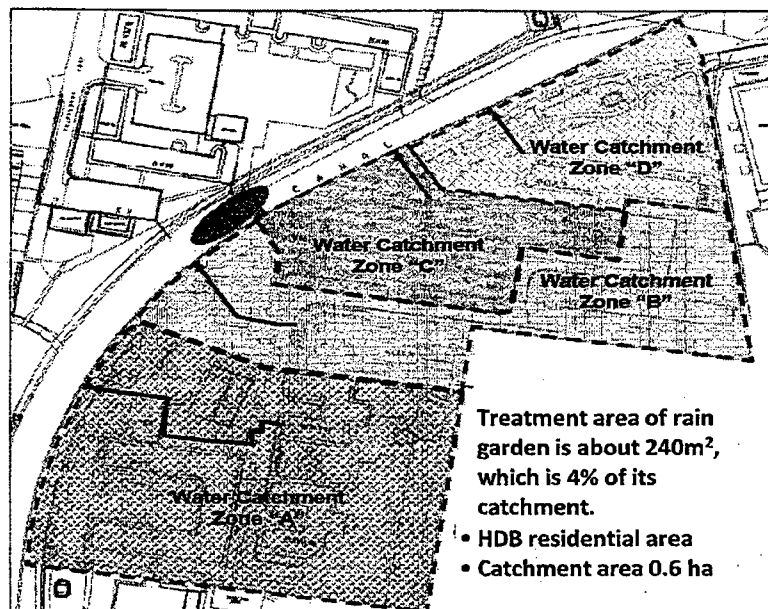 CANAL
Water Catchment
Zone "D"
Water Catchment
Zone "C"
Water Catchment
Zone "B"
Water Catchment
Zone "A"
Treatment area of rain
garden is about 240m²,
which is 4% of its
catchment.
• HDB residential area
• Catchment area 0.6 ha